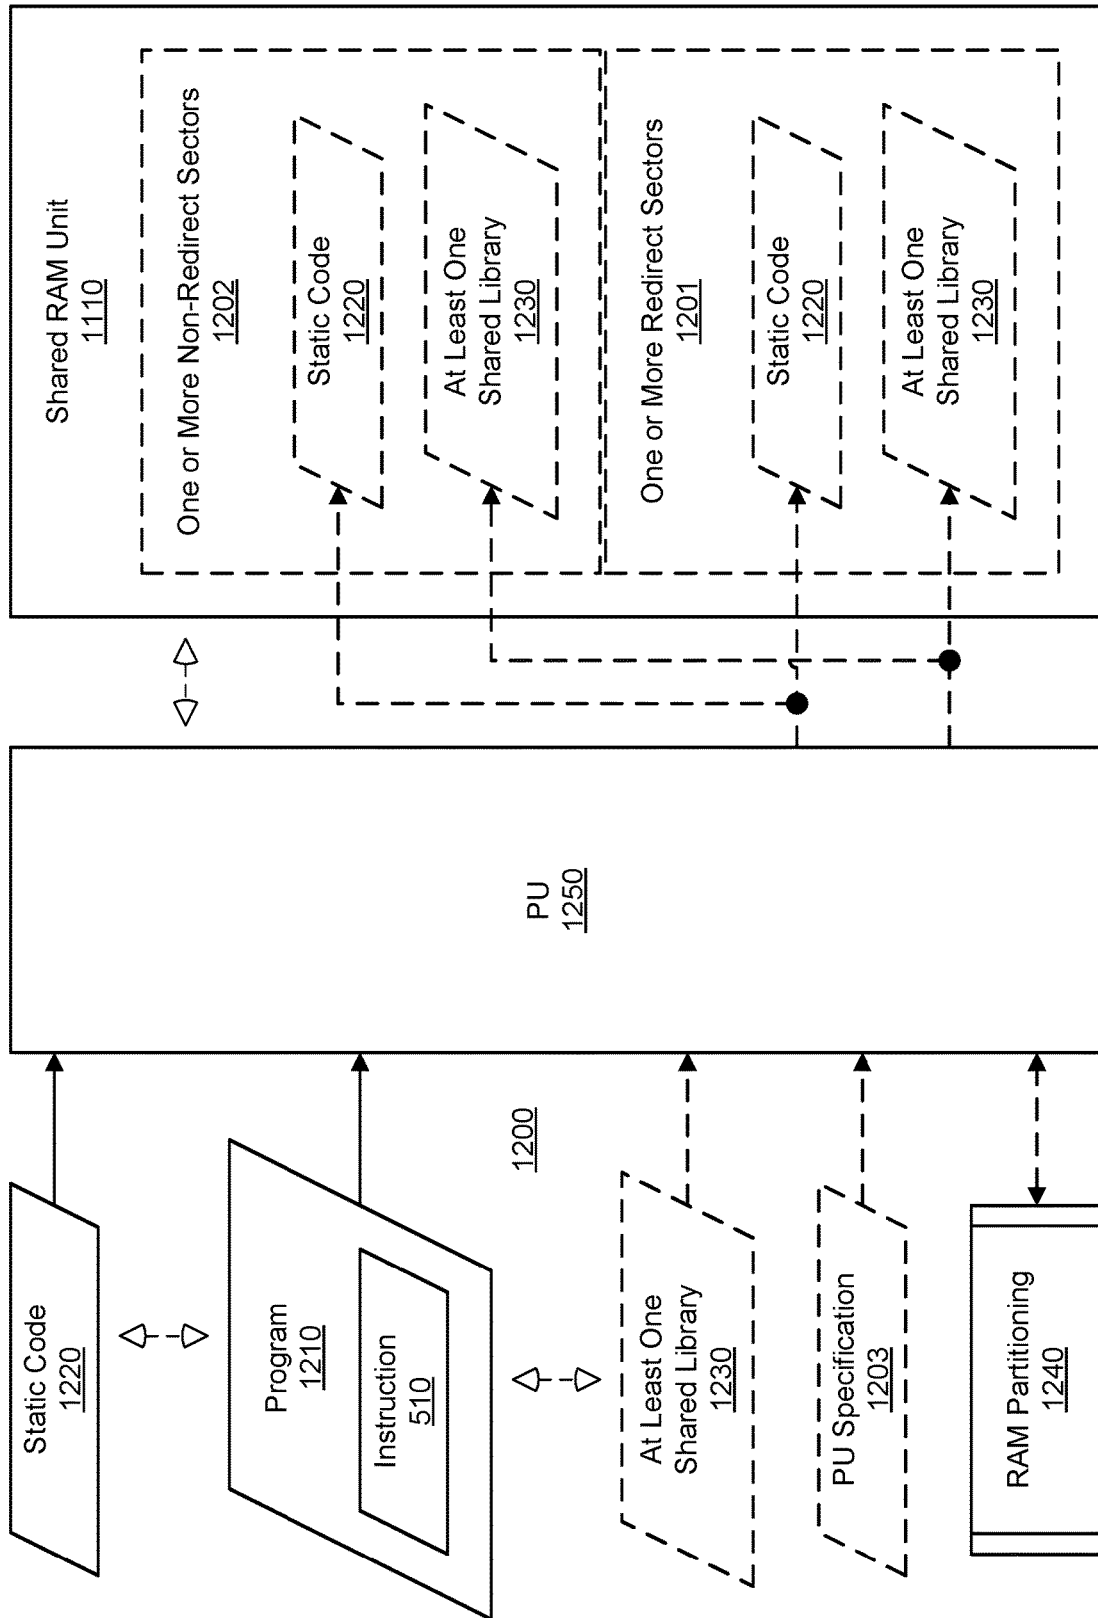 Shared RAM Unit
1110
One or More Non-Redirect Sectors
1202
Static Code
1220
At Least One
Shared Library
1230
One or More Redirect Sectors
1201
Static Code
1220
At Least One
Shared Library
1230
PU
1250
1200
Static Code
1220
Program
1210
Instruction
510
At Least One
Shared Library
1230
PU Specification
1203
RAM Partitioning
1240